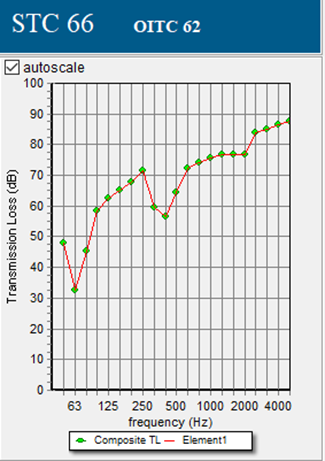 STC 66 OITC 62
autoscale
100
90
80
70
60
50
40
30
20
10
0
Transmission Loss (dB)
63 125 250 500 1000 2000 4000
frequency (Hz)
Composite TL Element1